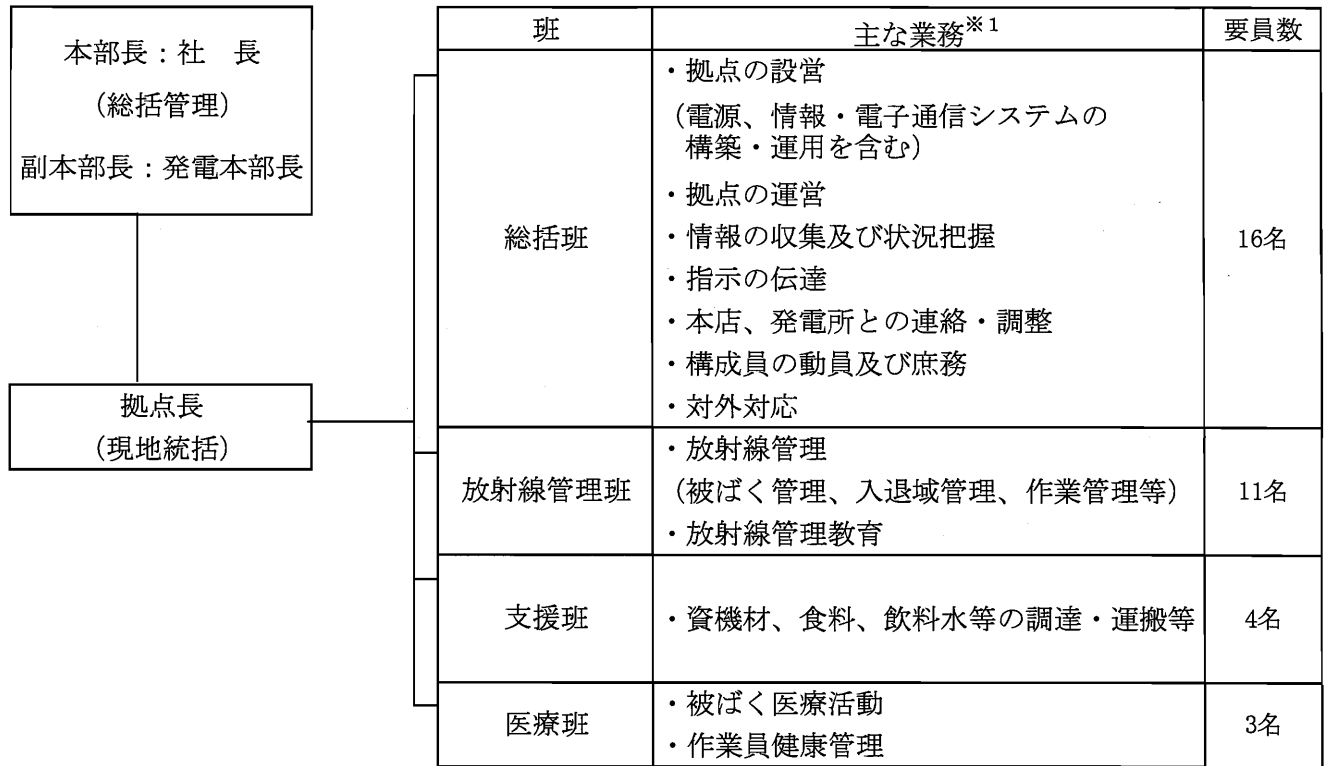 本部長：社　長
（総括管理）
副本部長：発電本部長
拠点長
（現地統括）
班
主な業務※1
要員数
総括班
・拠点の設営
（電源、情報・電子通信システムの
構築・運用を含む）
・拠点の運営
・情報の収集及び状況把握
・指示の伝達
・本店、発電所との連絡・調整
・構成員の動員及び庶務
・対外対応
16名
放射線管理班
・放射線管理
（被ばく管理、入退域管理、作業管理等）
・放射線管理教育
11名
支援班
・資機材、食料、飲料水等の調達・運搬等
4名
医療班
・被ばく医療活動
・作業員健康管理
3名